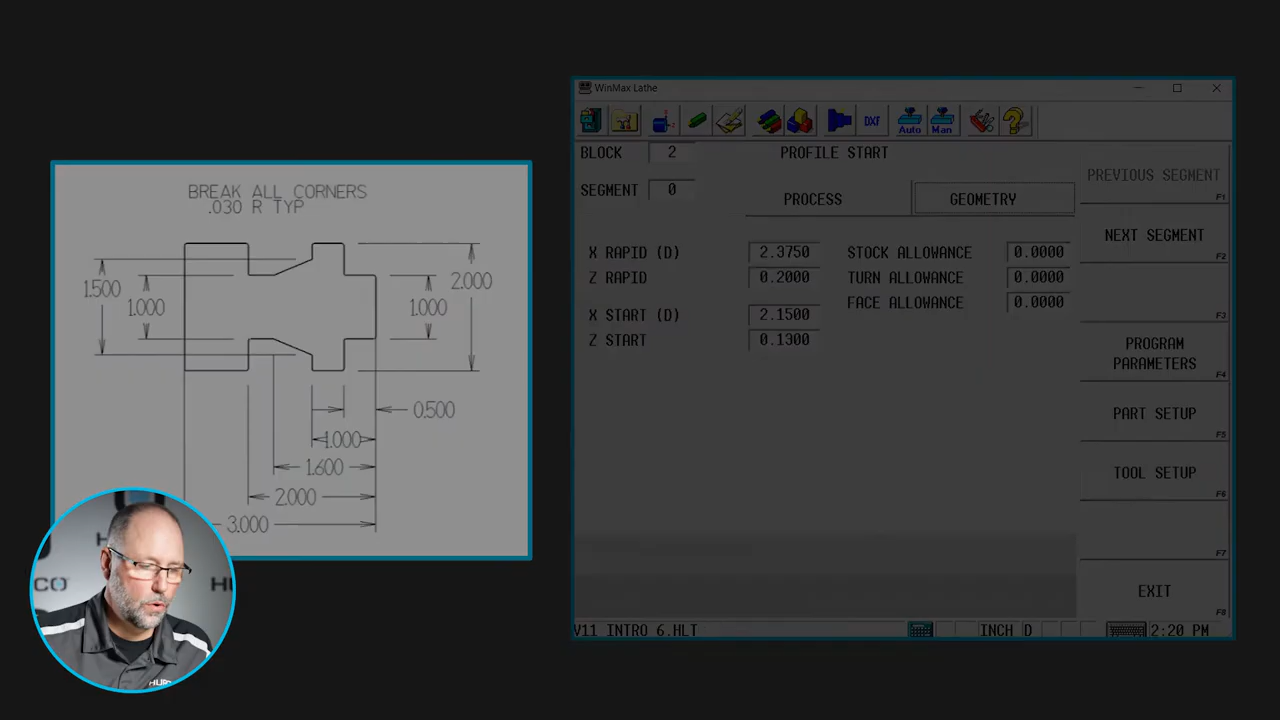 BREAK ALL CORNERS
.030 R TYP
1.500
1.000
1.000
2.000
0.500
1.000
1.600
2.000
3.000
WinMax Lathe
DXF
Auto
Man
BLOCK 2 PROFILE START
SEGMENT 0
PROCESS
GEOMETRY
X RAPID (D) 2.3750 STOCK ALLOWANCE 0.0000
Z RAPID 0.2000 TURN ALLOWANCE 0.0000
FACE ALLOWANCE 0.0000
X START (D) 2.1500
Z START 0.1300
PREVIOUS SEGMENT
F1
NEXT SEGMENT
F2
F3
PROGRAM
PARAMETERS
F4
PART SETUP
F5
TOOL SETUP
F6
F7
EXIT
F8
V11 INTRO 6.HLT INCH D 2:20 PM